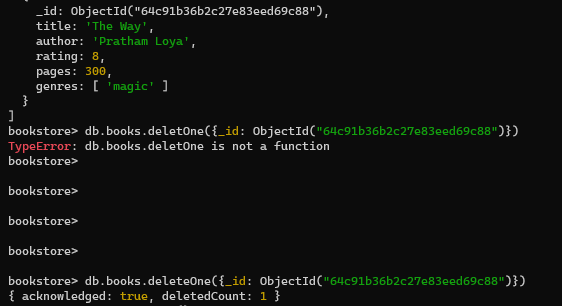 {
_id: ObjectId("64c91b36b2c27e83eed69c88"),
title: 'The Way',
author: 'Pratham Loya',
rating: 8,
pages: 300,
genres: [ 'magic' ]
}
]
bookstore> db.books.deletOne({_id: ObjectId("64c91b36b2c27e83eed69c88")})
TypeError: db.books.deletOne is not a function
bookstore>
bookstore>
bookstore>
bookstore>
bookstore> db.books.deleteOne({_id: ObjectId("64c91b36b2c27e83eed69c88")})
{ acknowledged: true, deletedCount: 1 }